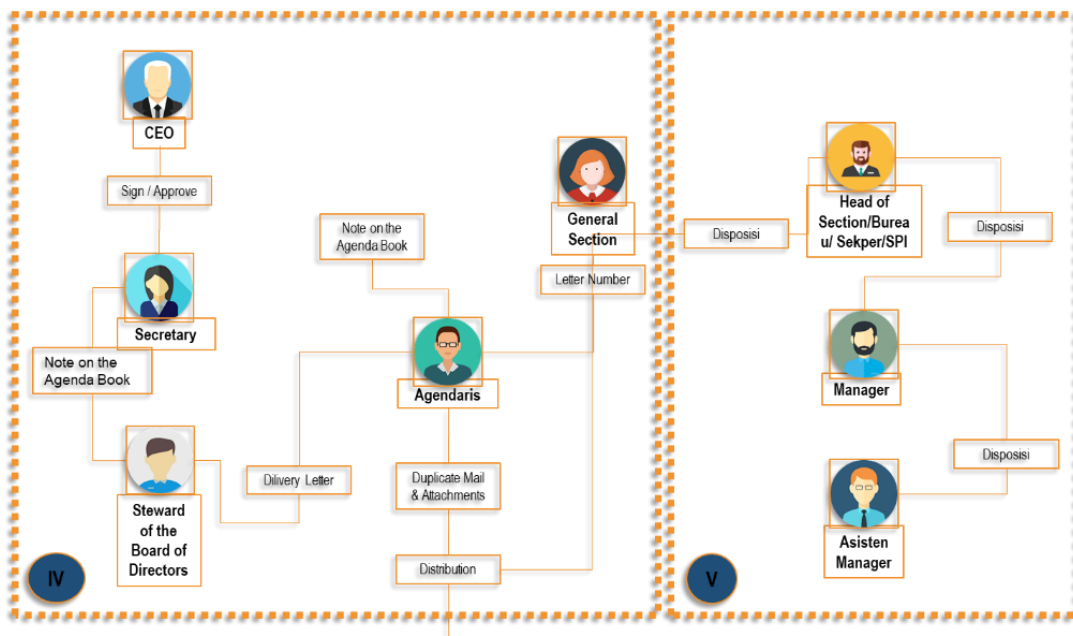 CEO
Sign / Approve
Secretary
Note on the
Agenda Book
Steward
of the
Board of
Directors
Dilivery Letter
Note on the
Agenda Book
Agendaris
Duplicate Mail
& Attachments
Distribution
General
Section
Letter Number
IV
Disposisi
Head of
Section/Burea
u/ Sekper/SPI
Disposisi
Manager
Disposisi
Asisten
Manager
V